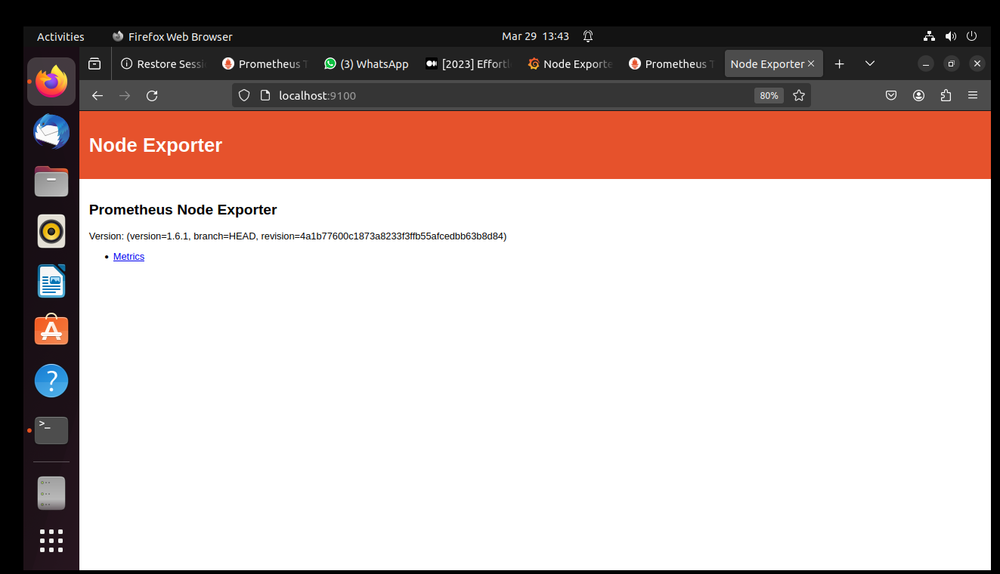 Activities Firefox Web Browser Mar 29 13:43
Restore Sessi Prometheus T (3) WhatsApp [2023] Effortl Node Exporte Prometheus T Node Exporter
localhost:9100 80%
Node Exporter
Prometheus Node Exporter
Version: (version=1.6.1, branch=HEAD, revision=4a1b77600c1873a8233f3ffb55afcedbb63b8d84)
Metrics